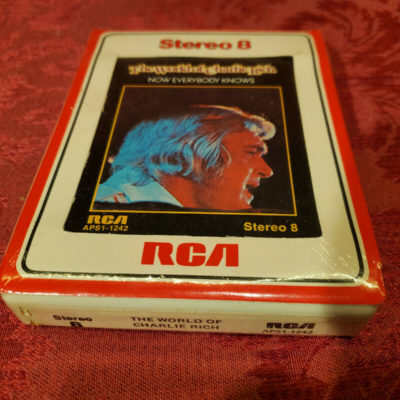 Stereo 8
The World of Charlie Rich
NOW EVERYBODY KNOWS
RCA
APS1-1242
Stereo 8
RCA
Stereo
8
THE WORLD OF
CHARLIE RICH
RCA
APS1-1242